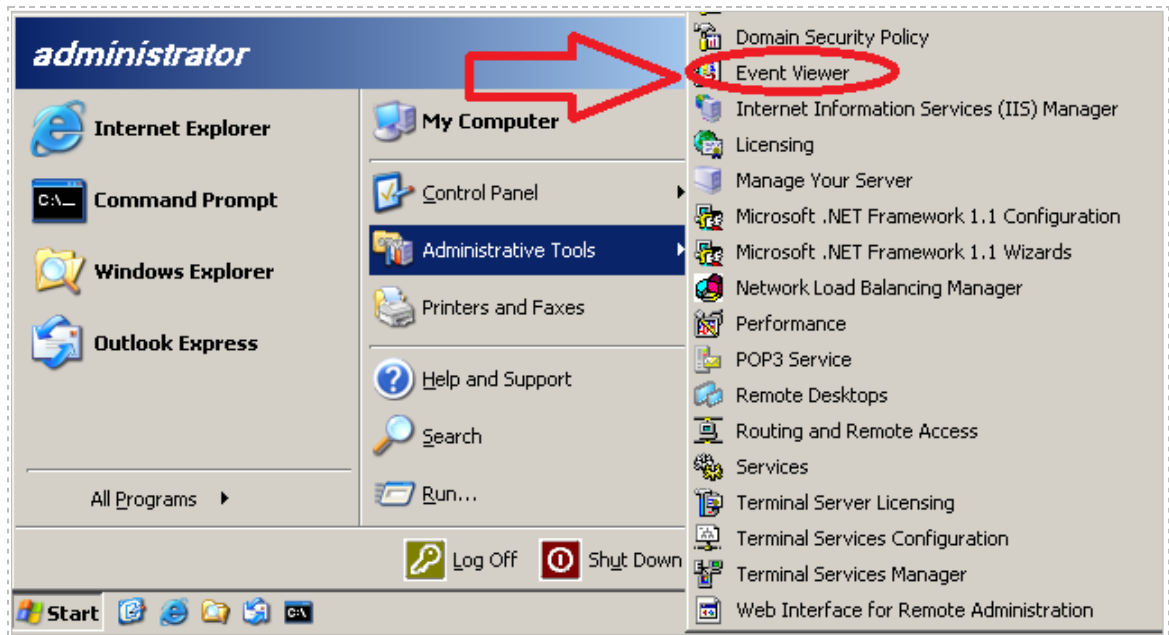 administrator
Internet Explorer
Command Prompt
Windows Explorer
Outlook Express
All Programs
My Computer
Control Panel
Administrative Tools
Printers and Faxes
Help and Support
Search
Run...
Log Off
Shut Down
Start
Domain Security Policy
Event Viewer
Internet Information Services (IIS) Manager
Licensing
Manage Your Server
Microsoft .NET Framework 1.1 Configuration
Microsoft .NET Framework 1.1 Wizards
Network Load Balancing Manager
Performance
POP3 Service
Remote Desktops
Routing and Remote Access
Services
Terminal Server Licensing
Terminal Services Configuration
Terminal Services Manager
Web Interface for Remote Administration